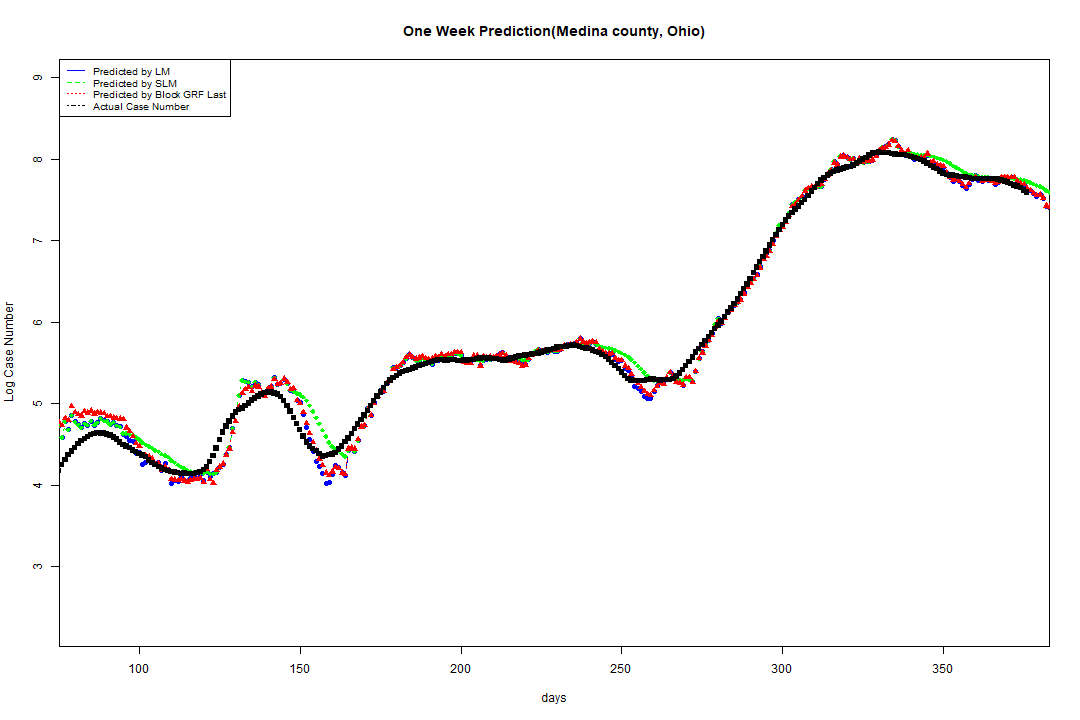 One Week Prediction(Medina county, Ohio)
Predicted by LM
Predicted by SLM
Predicted by Block GRF Last
Actual Case Number
9
8
7
6
5
4
3
Log Case Number
100 150 200 250 300 350
days